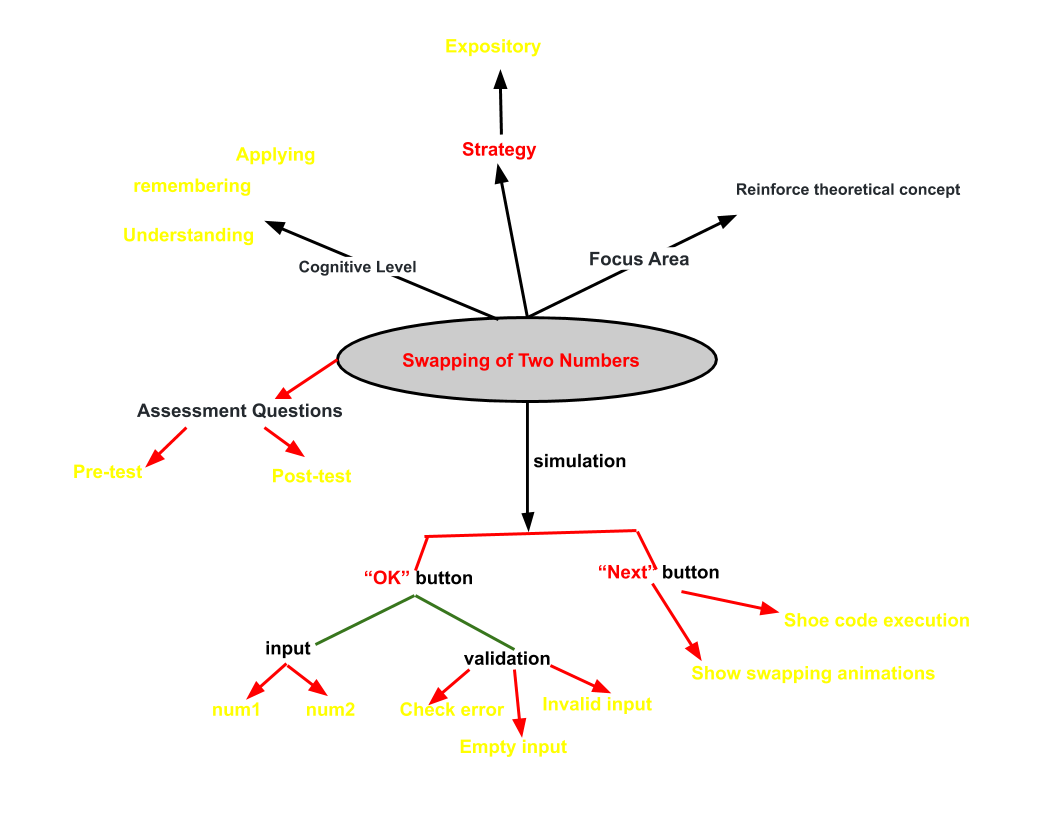 Expository
Strategy
Applying
remembering
Understanding
Reinforce theoretical concept
Focus Area
Cognitive Level
Swapping of Two Numbers
Assessment Questions
Pre-test
Post-test
simulation
“OK” button
“Next” button
Shoe code execution
input
validation
Show swapping animations
num1
num2
Check error
Invalid input
Empty input